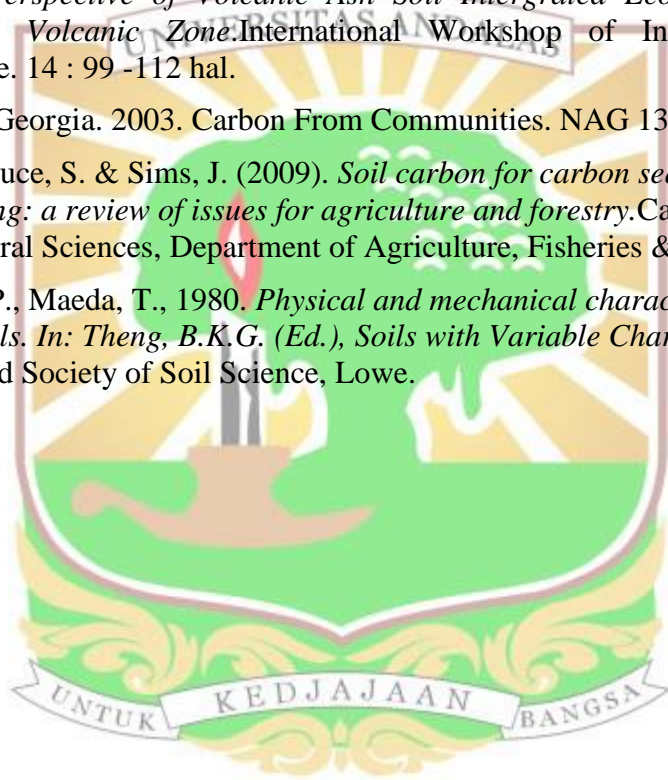 erspective of Volcanic Ash Soil Intergrated Eco
Volcanic Zone.International Workshop of In
UNIVERSITAS ANDALAS
e. 14 : 99 -112 hal.
Georgia. 2003. Carbon From Communities. NAG 13
uce, S. & Sims, J. (2009). Soil carbon for carbon se
ng: a review of issues for agriculture and forestry.Ca
ral Sciences, Department of Agriculture, Fisheries &
P., Maeda, T., 1980. Physical and mechanical charac
ls. In: Theng, B.K.G. (Ed.), Soils with Variable Char
d Society of Soil Science, Lowe.
UNTUK KEDJAJAAN BANGSA